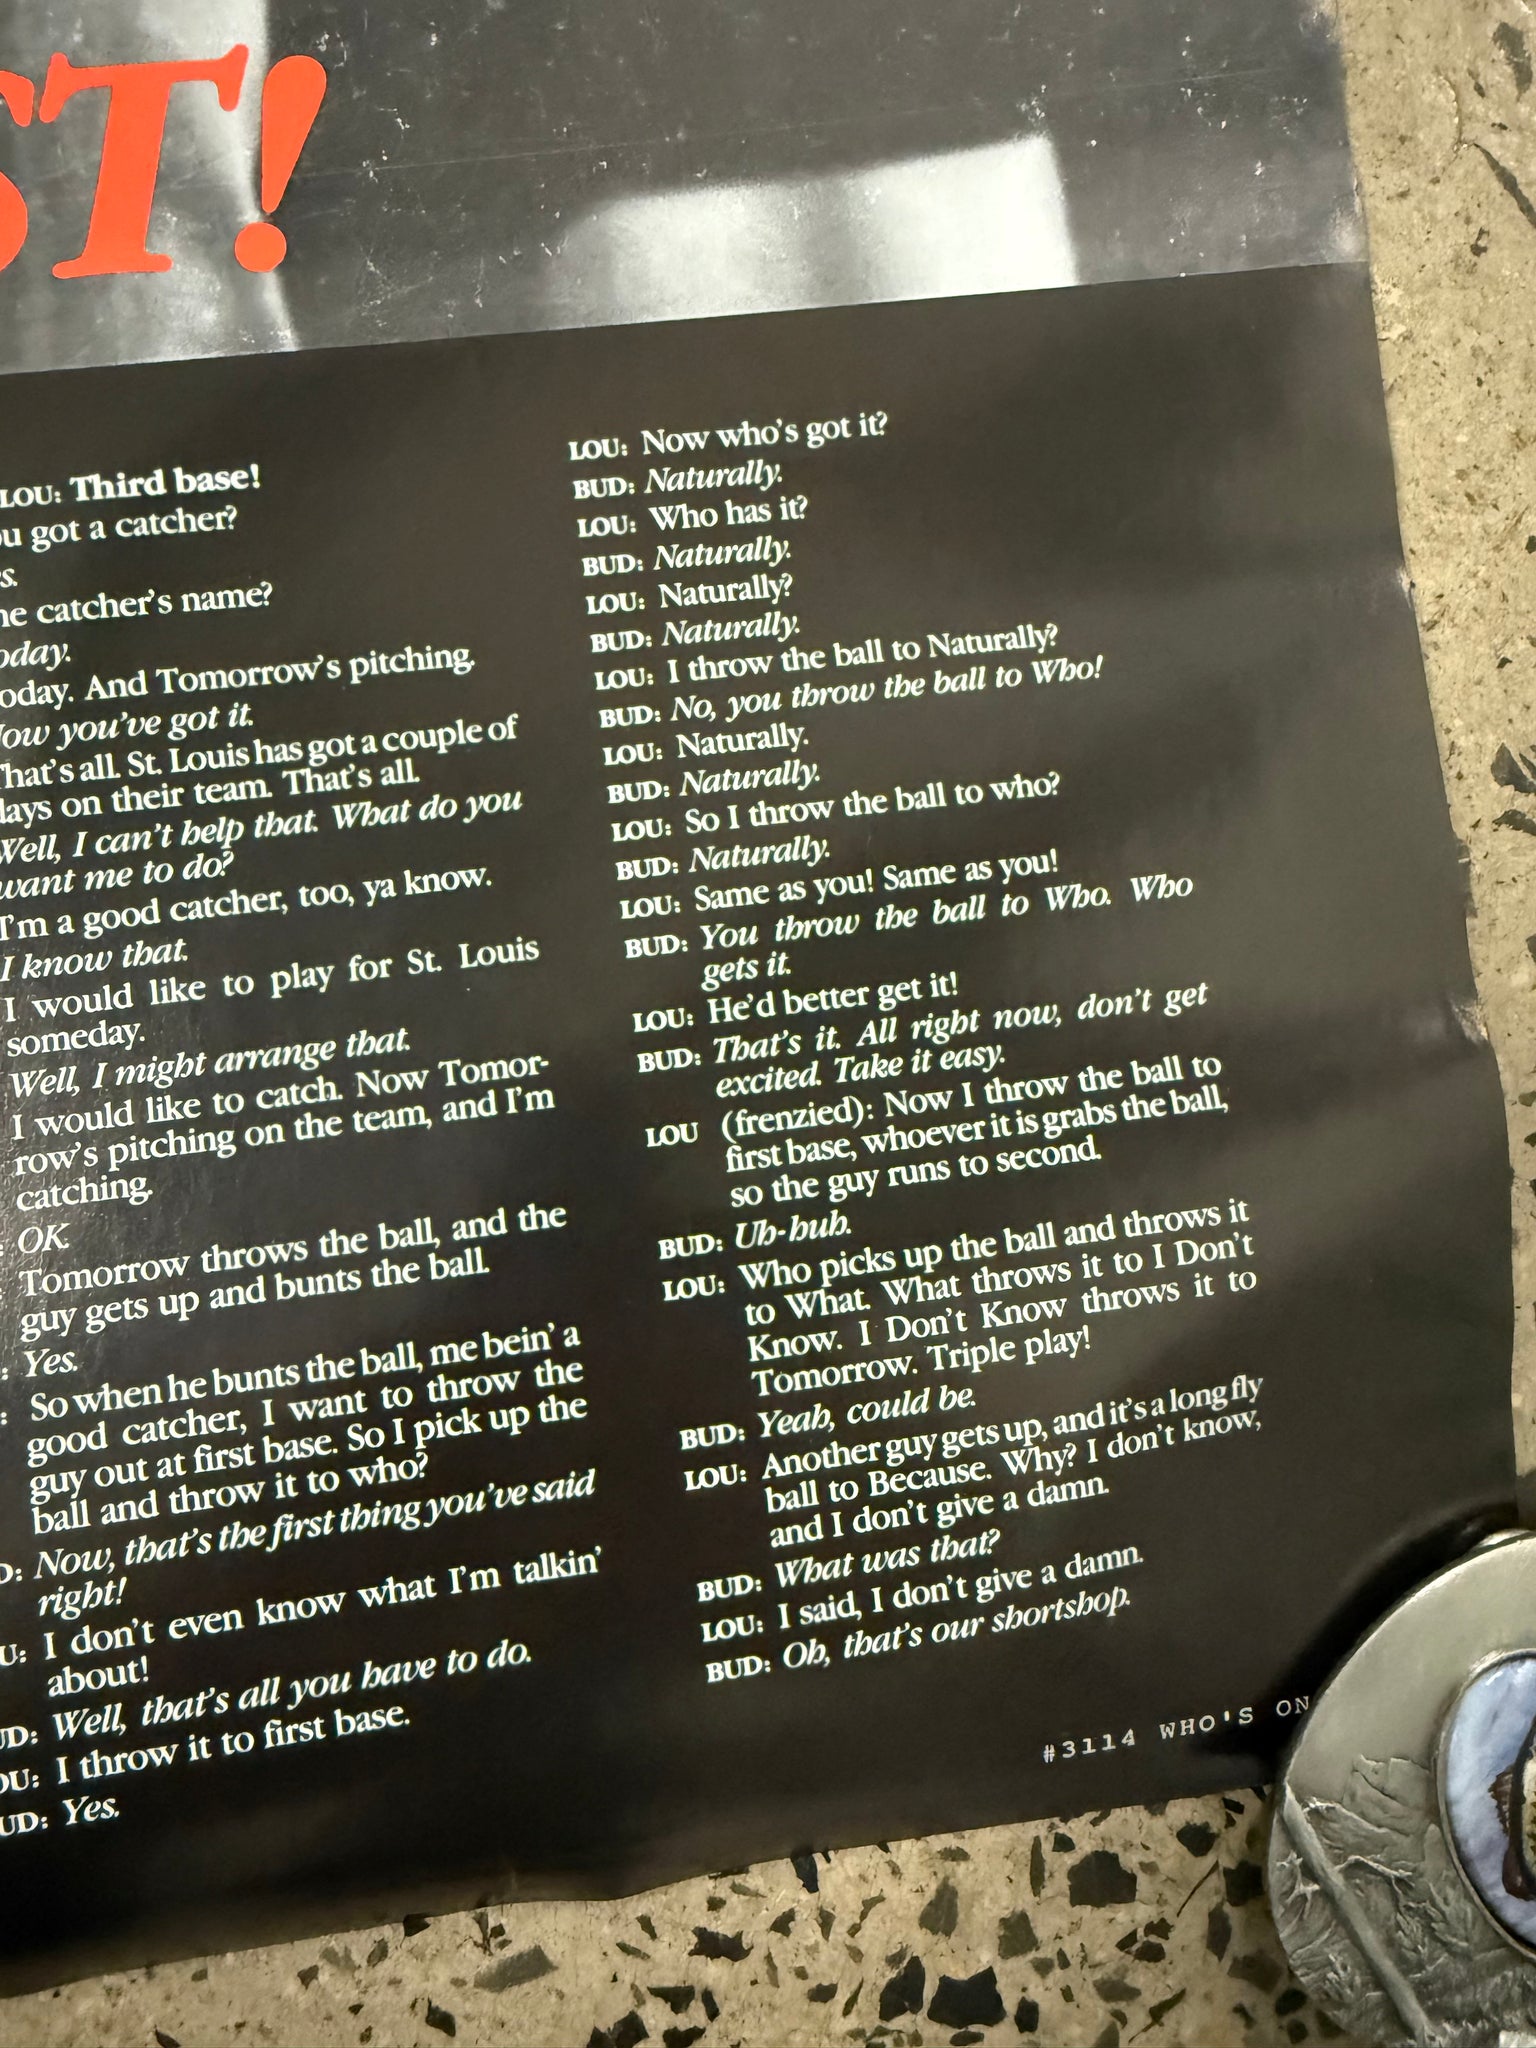 ST!
LOU: Third base!
u got a catcher?
s.
he catcher's name?
oday.
oday. And Tomorrow's pitching.
ow you've got it.
hat's all. St. Louis has got a couple of
ays on their team. That's all.
Well, I can't help that. What do you
want me to do?
I'm a good catcher, too, ya know.
I know that.
I would like to play for St. Louis
someday.
Well, I might arrange that.
I would like to catch. Now Tomor-
row's pitching on the team, and I'm
catching.
: OK.
Tomorrow throws the ball, and the
guy gets up and bunts the ball.
: Yes.
: So when he bunts the ball, me bein' a
good catcher, I want to throw the
guy out at first base. So I pick up the
ball and throw it to who?
D: Now, that's the first thing you've said
right!
U: I don't even know what I'm talkin'
about!
UD: Well, that's all you have to do.
OU: I throw it to first base.
UD: Yes.
LOU: Now who's got it?
BUD: Naturally.
LOU: Who has it?
BUD: Naturally.
LOU: Naturally?
BUD: Naturally.
LOU: I throw the ball to Naturally?
BUD: No, you throw the ball to Who!
LOU: Naturally.
BUD: Naturally.
LOU: So I throw the ball to who?
BUD: Naturally.
LOU: Same as you! Same as you!
BUD: You throw the ball to Who. Who
gets it.
LOU: He'd better get it!
BUD: That's it. All right now, don't get
excited. Take it easy.
LOU (frenzied): Now I throw the ball to
first base, whoever it is grabs the ball,
so the guy runs to second.
BUD: Uh-huh.
LOU: Who picks up the ball and throws it
to What. What throws it to I Don't
Know. I Don't Know throws it to
Tomorrow. Triple play!
BUD: Yeah, could be.
LOU: Another guy gets up, and it's a long fly
ball to Because. Why? I don't know,
and I don't give a damn.
BUD: What was that?
LOU: I said, I don't give a damn.
BUD: Oh, that's our shortshop.
#3114 WHO'S ON